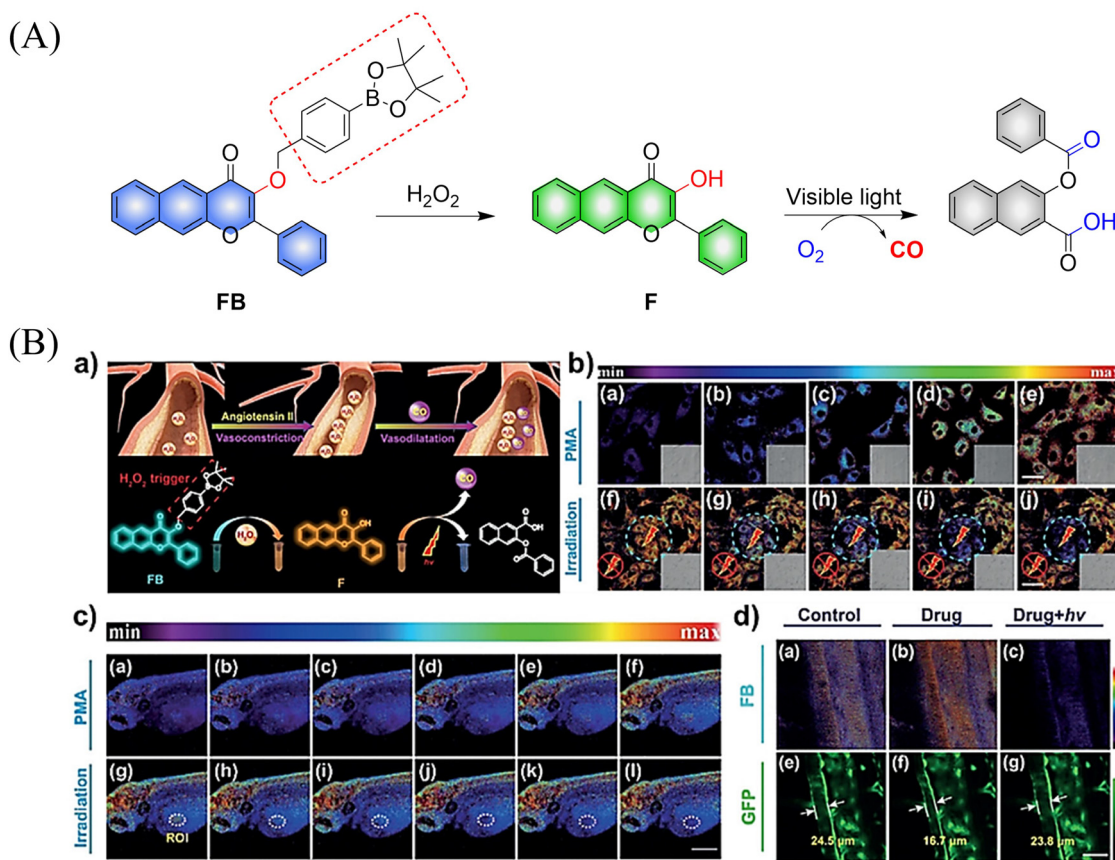 (A)
O
O
B
O
O
O
H₂O₂
O
OH
O
Visible light
O₂
CO
O
O
OH
O
FB
F
(B)
a)
Angiotensin II
Vasoconstriction
CO
Vasodilatation
H₂O₂ trigger
CO
H₂O₂
hv
FB
F
b)
min
max
PMA
(a)
(b)
(c)
(d)
(e)
Irradiation
(f)
(g)
(h)
(i)
(j)
c)
min
max
PMA
(a)
(b)
(c)
(d)
(e)
(f)
Irradiation
(g)
(h)
(i)
(j)
(k)
(l)
ROI
d)
Control
Drug
Drug+hv
FB
(a)
(b)
(c)
GFP
(e)
(f)
(g)
24.5 μm
16.7 μm
23.8 μm